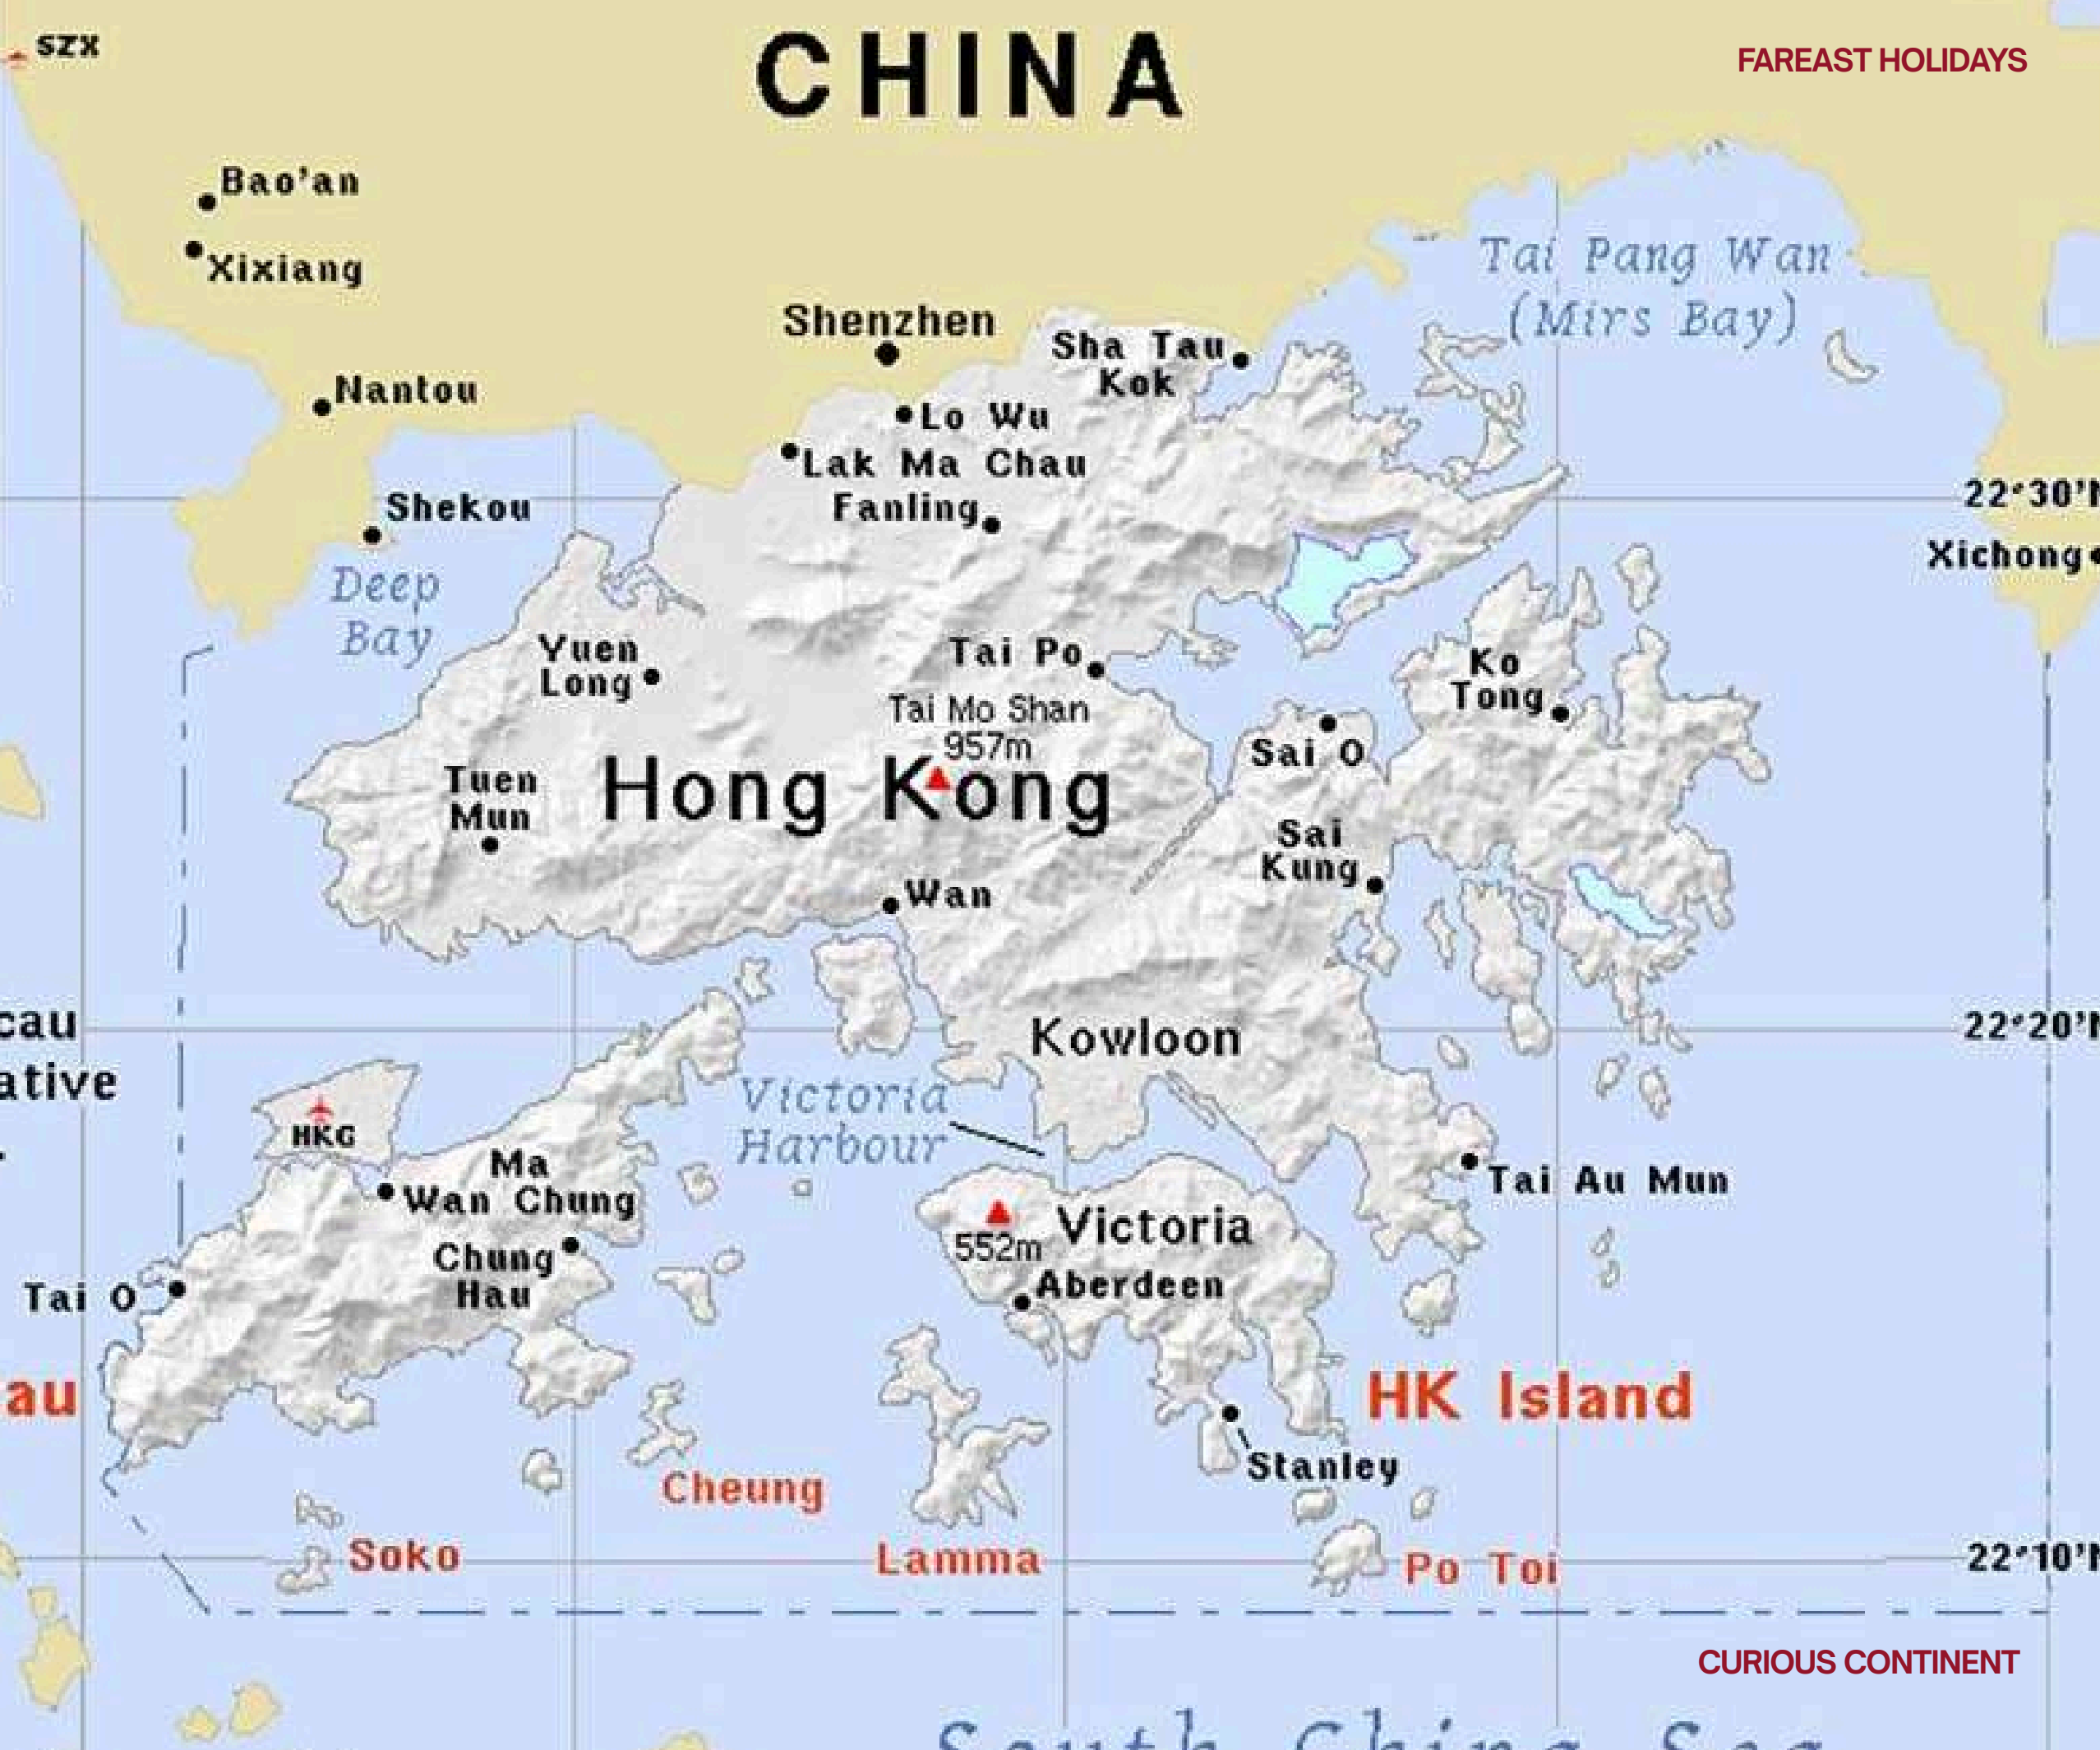 SZX
CHINA
FAREAST HOLIDAYS
Bao'an
Xixiang
Tai Pang Wan
(Mirs Bay)
Shenzhen
Sha Tau
Kok
Nantou
Lo Wu
Lak Ma Chau
Fanling
Shekou
22°30'N
Xichong
Deep
Bay
Yuen
Long
Tai Po
Ko
Tong
Tai Mo Shan
957m
Sai O
Hong Kong
Tuen
Mun
Sai
Kung
Wan
cau
22°20'N
Kowloon
ative
Victoria
Harbour
HKG
Ma
Wan Chung
Tai Au Mun
Victoria
552m
Chung
Hau
Aberdeen
Tai O
au
HK Island
Stanley
Cheung
Soko
Lamma
Po Toi
22°10'N
CURIOUS CONTINENT
South China Sea